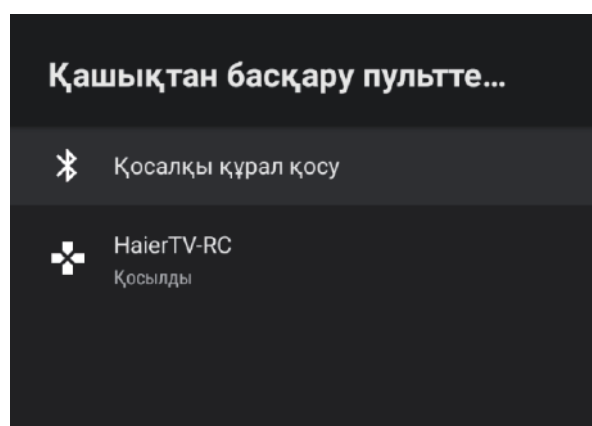 Қашықтан басқару пультте...
Қосалқы құрал қосу
HaierTV-RC
Қосылды